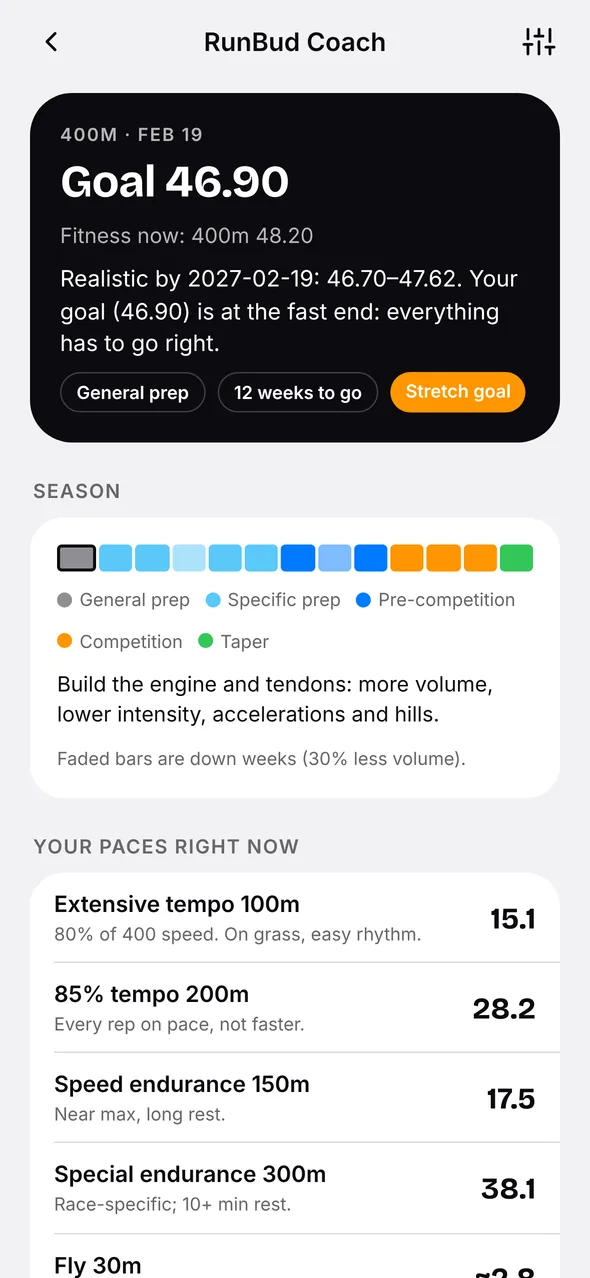 RunBud Coach
400M · FEB 19
Goal 46.90
Fitness now: 400m 48.20
Realistic by 2027-02-19: 46.70–47.62. Your
goal (46.90) is at the fast end: everything
has to go right.
General prep
12 weeks to go
Stretch goal
SEASON
General prep
Specific prep
Pre-competition
Competition
Taper
Build the engine and tendons: more volume,
lower intensity, accelerations and hills.
Faded bars are down weeks (30% less volume).
YOUR PACES RIGHT NOW
Extensive tempo 100m
15.1
80% of 400 speed. On grass, easy rhythm.
85% tempo 200m
28.2
Every rep on pace, not faster.
Speed endurance 150m
17.5
Near max, long rest.
Special endurance 300m
38.1
Race-specific; 10+ min rest.
Fly 30m